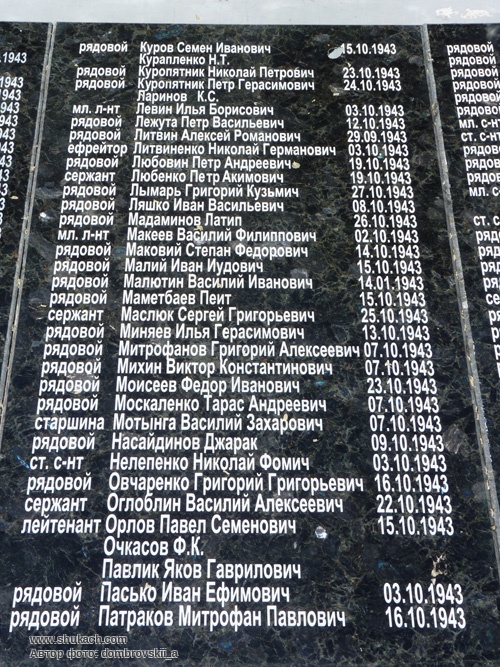 рядовой Куров Семен Иванович 15.10.1943
Курапленко Н.Т.
рядовой Куропятник Николай Петрович 23.10.1943
рядовой Куропятник Петр Герасимович 24.10.1943
Ларинов К.С.
мл. л-нт Левин Илья Борисович 03.10.1943
рядовой Лежута Петр Васильевич 12.10.1943
рядовой Литвин Алексей Романович 29.09.1943
ефрейтор Литвиненко Николай Германович 03.10.1943
рядовой Любовин Петр Андреевич 19.10.1943
сержант Любенко Петр Акимович 19.10.1943
рядовой Лымарь Григорий Кузьмич 27.10.1943
рядовой Ляшко Иван Васильевич 08.10.1943
рядовой Мадаминов Латип 26.10.1943
мл. л-нт Макеев Василий Филиппович 02.10.1943
рядовой Маковий Степан Федорович 14.10.1943
рядовой Малий Иван Иудович 15.10.1943
рядовой Малютин Василий Иванович 14.01.1943
рядовой Маметбаев Пеит 15.10.1943
сержант Маслюк Сергей Григорьевич 25.10.1943
рядовой Миняев Илья Герасимович 13.10.1943
рядовой Митрофанов Григорий Алексеевич 07.10.1943
рядовой Михин Виктор Константинович 07.10.1943
рядовой Моисеев Федор Иванович 23.10.1943
рядовой Москаленко Тарас Андреевич 07.10.1943
старшина Мотынга Василий Захарович 07.10.1943
рядовой Насайдинов Джарак 09.10.1943
ст. с-нт Нелепенко Николай Фомич 03.10.1943
рядовой Овчаренко Григорий Григорьевич 16.10.1943
сержант Оглоблин Василий Алексеевич 22.10.1943
лейтенант Орлов Павел Семенович 15.10.1943
Очкасов Ф.К.
Павлик Яков Гаврилович
рядовой Пасько Иван Ефимович 03.10.1943
рядовой Патраков Митрофан Павлович 16.10.1943
www.shukach.com
Автор фото: dombrovskii_a